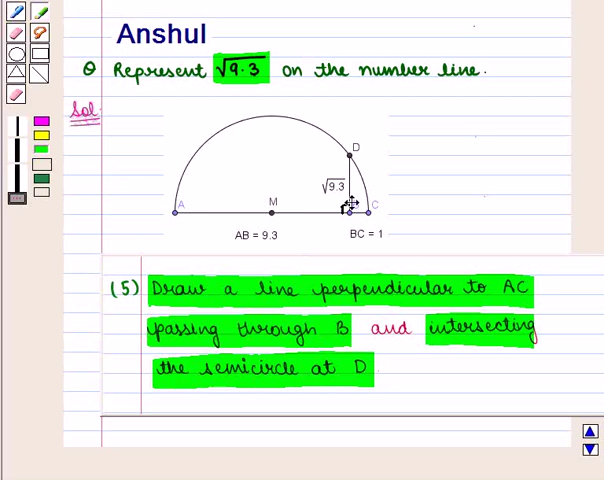 Anshul
Q Represent √9.3 on the number line.
Sol.
D
√9.3
A M C
AB = 9.3 BC = 1
(5) Draw a line perpendicular to AC
passing through B and intersecting
the semicircle at D